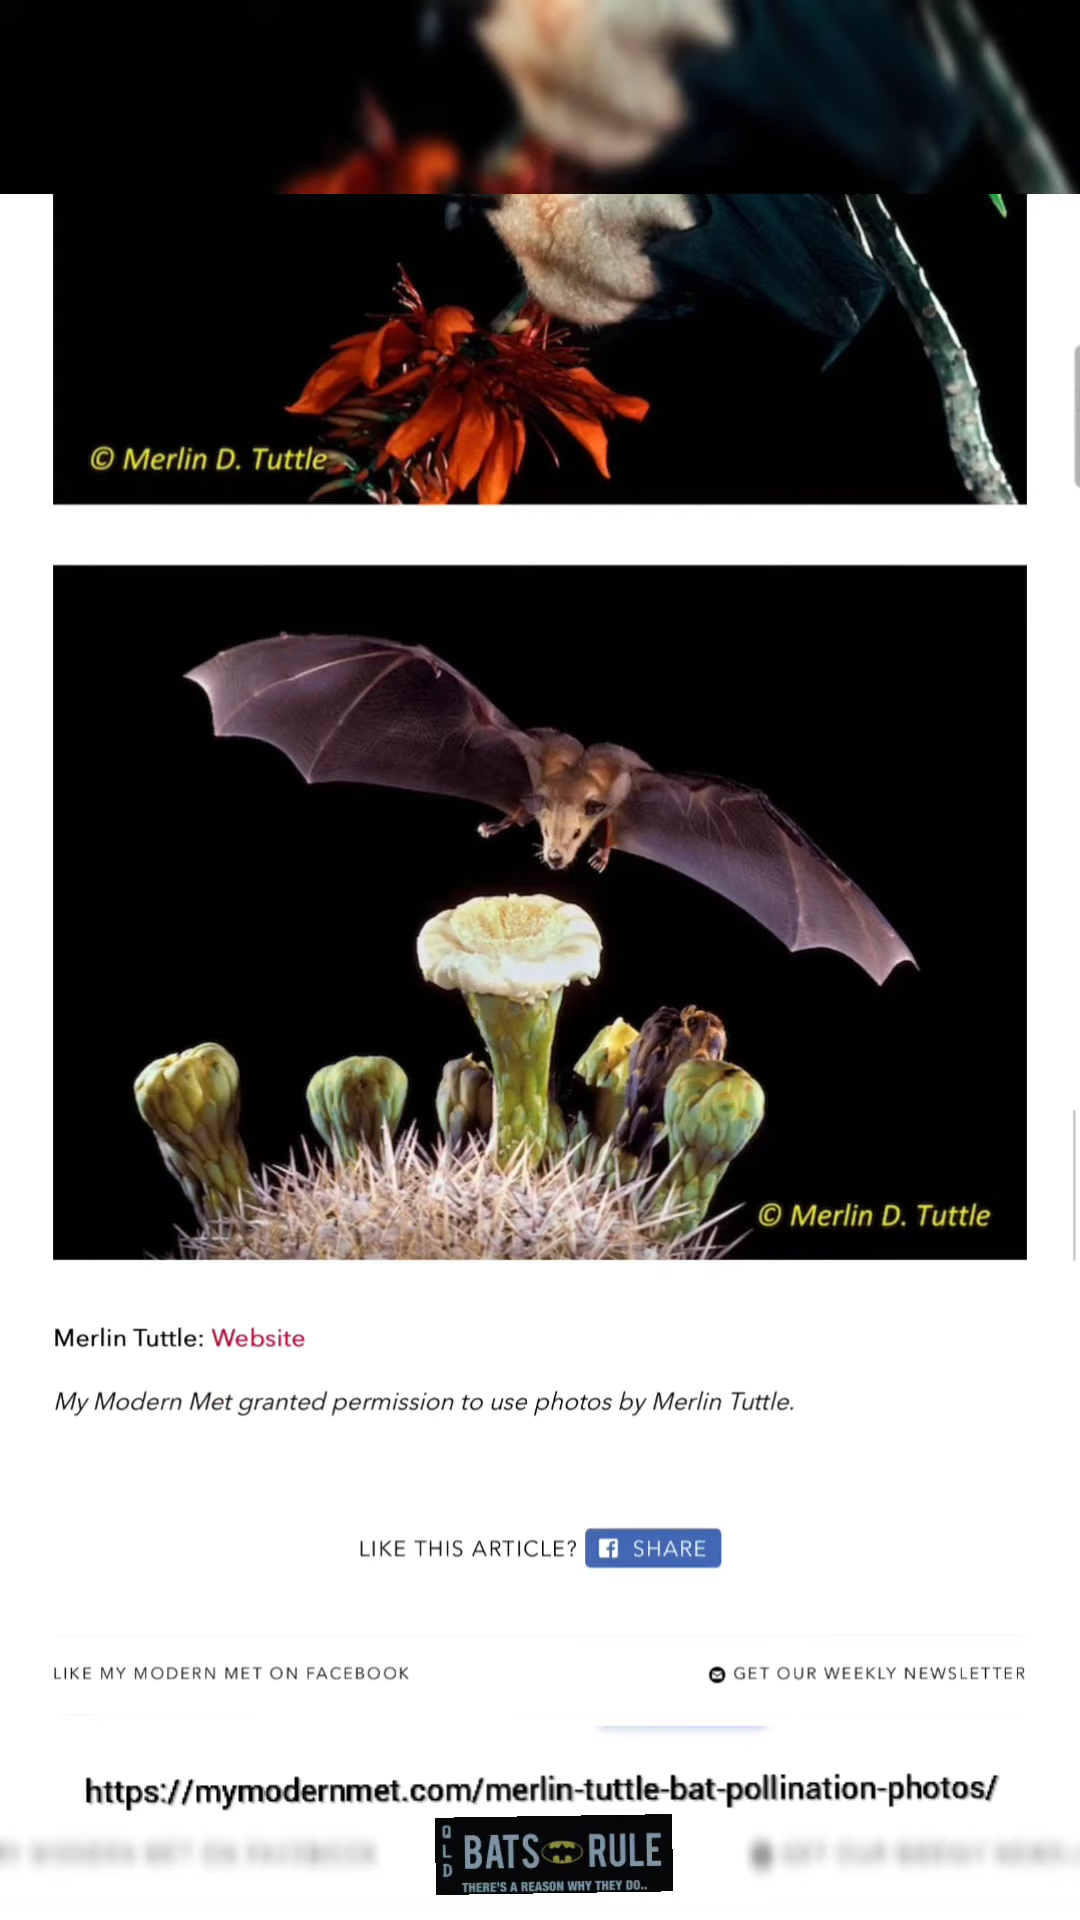 © Merlin D. Tuttle
© Merlin D. Tuttle
Merlin Tuttle: Website
My Modern Met granted permission to use photos by Merlin Tuttle.
LIKE THIS ARTICLE? SHARE
LIKE MY MODERN MET ON FACEBOOK
GET OUR WEEKLY NEWSLETTER
https://mymodernmet.com/merlin-tuttle-bat-pollination-photos/
QLD BATS RULE
THERE'S A REASON WHY THEY DO..